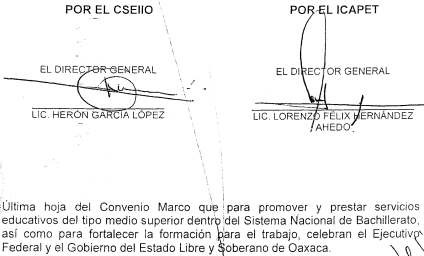 POR EL CSEIIO
POR EL ICAPET
EL DIRECTOR GENERAL
EL DIRECTOR GENERAL
LIC. HERÓN GARCÍA LÓPEZ
LIC. LORENZO FÉLIX HERNÁNDEZ
AHEDO
Última hoja del Convenio Marco que para promover y prestar servicios
educativos del tipo medio superior dentro del Sistema Nacional de Bachillerato,
así como para fortalecer la formación para el trabajo, celebran el Ejecutivo
Federal y el Gobierno del Estado Libre y Soberano de Oaxaca.